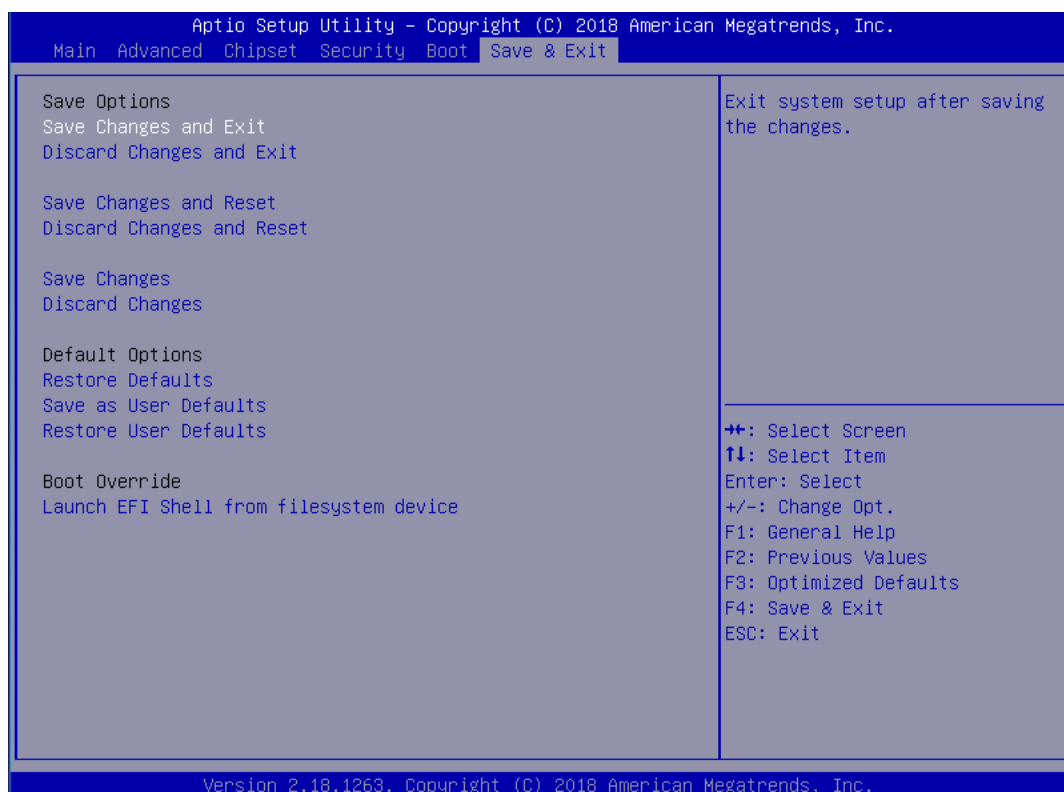 Aptio Setup Utility – Copyright (C) 2018 American Megatrends, Inc.
Main Advanced Chipset Security Boot Save & Exit
Save Options
Save Changes and Exit
Discard Changes and Exit
Save Changes and Reset
Discard Changes and Reset
Save Changes
Discard Changes
Default Options
Restore Defaults
Save as User Defaults
Restore User Defaults
Boot Override
Launch EFI Shell from filesystem device
Exit system setup after saving
the changes.
→←: Select Screen
↑↓: Select Item
Enter: Select
+/-: Change Opt.
F1: General Help
F2: Previous Values
F3: Optimized Defaults
F4: Save & Exit
ESC: Exit
Version 2.18.1263. Copyright (C) 2018 American Megatrends, Inc.